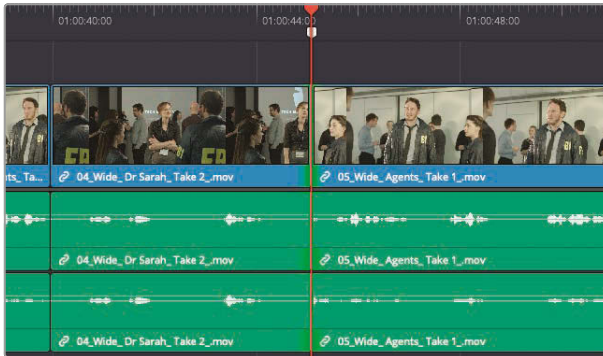 01:00:40:00 01:00:44:00 01:00:48:00
ts_ Ta... 04_Wide_ Dr Sarah_ Take 2_.mov 05_Wide_ Agents_ Take 1_.mov
04_Wide_ Dr Sarah_ Take 2_.mov 05_Wide_ Agents_ Take 1_.mov
04_Wide_ Dr Sarah_ Take 2_.mov 05_Wide_ Agents_ Take 1_.mov